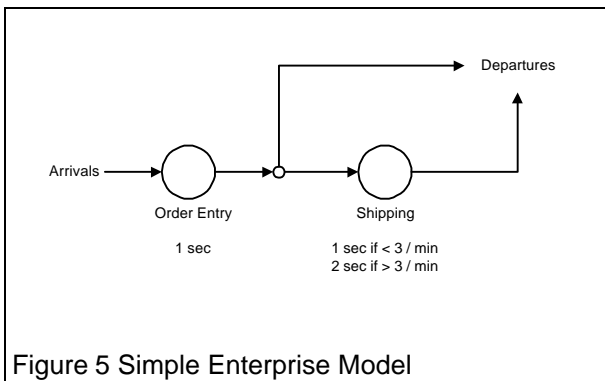 Departures
Arrivals
Order Entry
Shipping
1 sec
1 sec if < 3 / min
2 sec if > 3 / min
Figure 5 Simple Enterprise Model